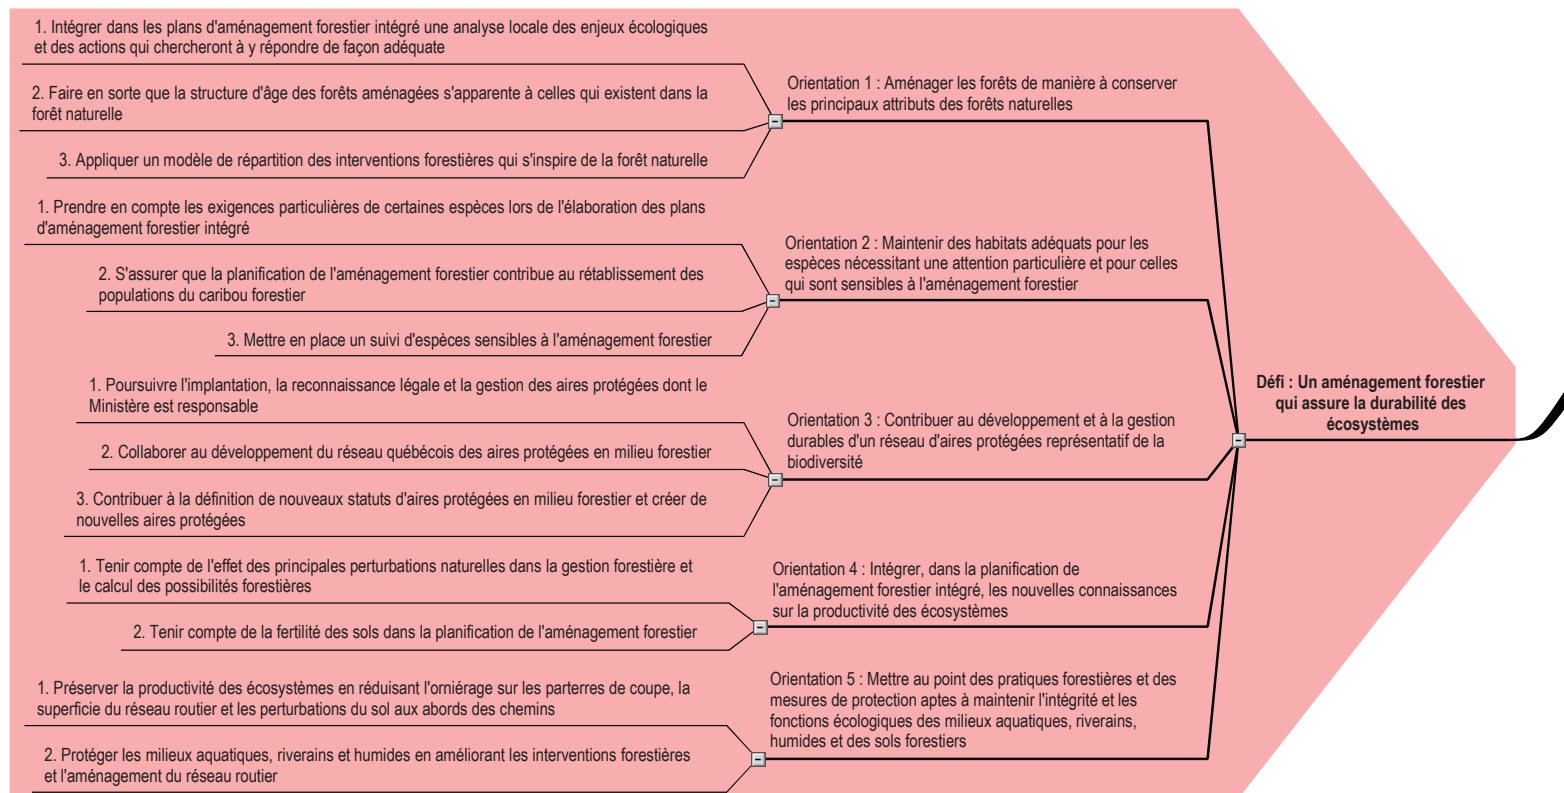 1. Intégrer dans les plans d'aménagement forestier intégré une analyse locale des enjeux écologiques
et des actions qui chercheront à y répondre de façon adéquate
2. Faire en sorte que la structure d'âge des forêts aménagées s'apparente à celles qui existent dans la
forêt naturelle
3. Appliquer un modèle de répartition des interventions forestières qui s'inspire de la forêt naturelle
Orientation 1 : Aménager les forêts de manière à conserver
les principaux attributs des forêts naturelles
1. Prendre en compte les exigences particulières de certaines espèces lors de l'élaboration des plans
d'aménagement forestier intégré
2. S'assurer que la planification de l'aménagement forestier contribue au rétablissement des
populations du caribou forestier
3. Mettre en place un suivi d'espèces sensibles à l'aménagement forestier
Orientation 2 : Maintenir des habitats adéquats pour les
espèces nécessitant une attention particulière et pour celles
qui sont sensibles à l'aménagement forestier
1. Poursuivre l'implantation, la reconnaissance légale et la gestion des aires protégées dont le
Ministère est responsable
2. Collaborer au développement du réseau québécois des aires protégées en milieu forestier
3. Contribuer à la définition de nouveaux statuts d'aires protégées en milieu forestier et créer de
nouvelles aires protégées
Orientation 3 : Contribuer au développement et à la gestion
durables d'un réseau d'aires protégées représentatif de la
biodiversité
1. Tenir compte de l'effet des principales perturbations naturelles dans la gestion forestière et
le calcul des possibilités forestières
2. Tenir compte de la fertilité des sols dans la planification de l'aménagement forestier
Orientation 4 : Intégrer, dans la planification de
l'aménagement forestier intégré, les nouvelles connaissances
sur la productivité des écosystèmes
1. Préserver la productivité des écosystèmes en réduisant l'orniérage sur les parterres de coupe, la
superficie du réseau routier et les perturbations du sol aux abords des chemins
2. Protéger les milieux aquatiques, riverains et humides en améliorant les interventions forestières
et l'aménagement du réseau routier
Orientation 5 : Mettre au point des pratiques forestières et des
mesures de protection aptes à maintenir l'intégrité et les
fonctions écologiques des milieux aquatiques, riverains,
humides et des sols forestiers
Défi : Un aménagement forestier
qui assure la durabilité des
écosystèmes